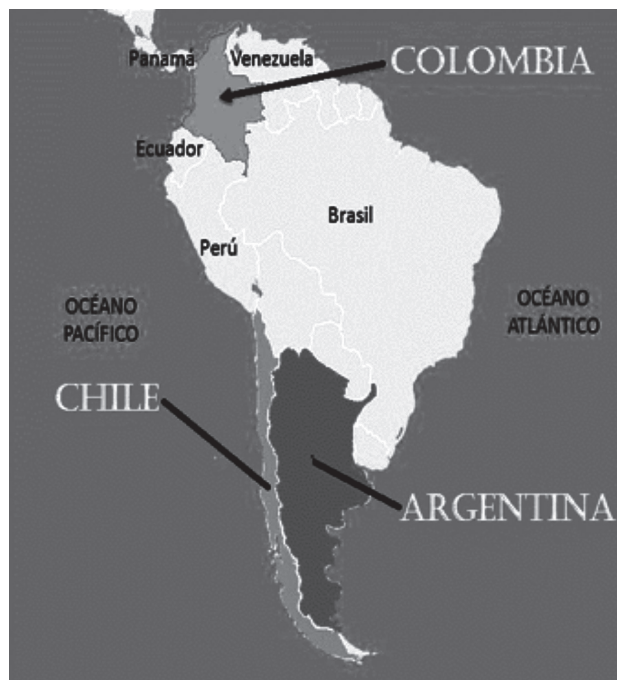 Panamá
Venezuela
COLOMBIA
Ecuador
Brasil
Perú
OCÉANO
PACÍFICO
OCÉANO
ATLÁNTICO
CHILE
ARGENTINA